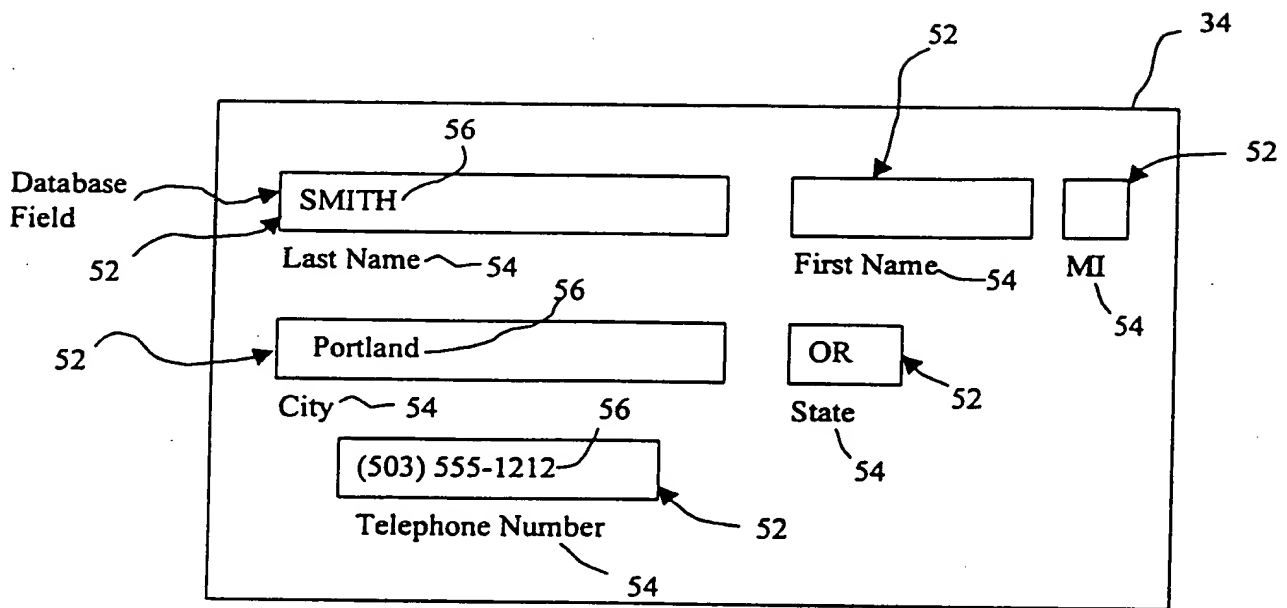 34
52
56
52
Database
Field
SMITH
52
Last Name 54
First Name 54
MI
56
54
52
Portland
OR
52
City 54
56
State
54
(503) 555-1212
52
Telephone Number
54